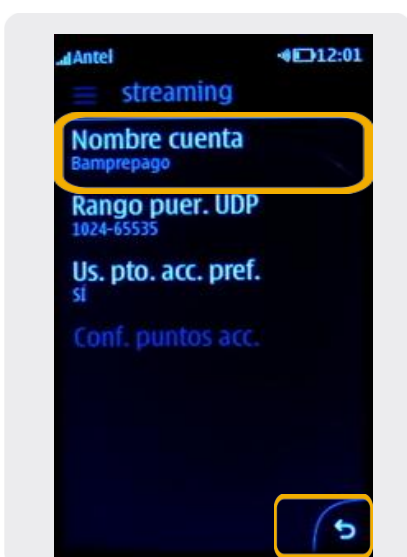 Antel 12:01
streaming
Nombre cuenta
Bamprepago
Rango puer. UDP
1024-65535
Us. pto. acc. pref.
SÍ
Conf. puntos acc.